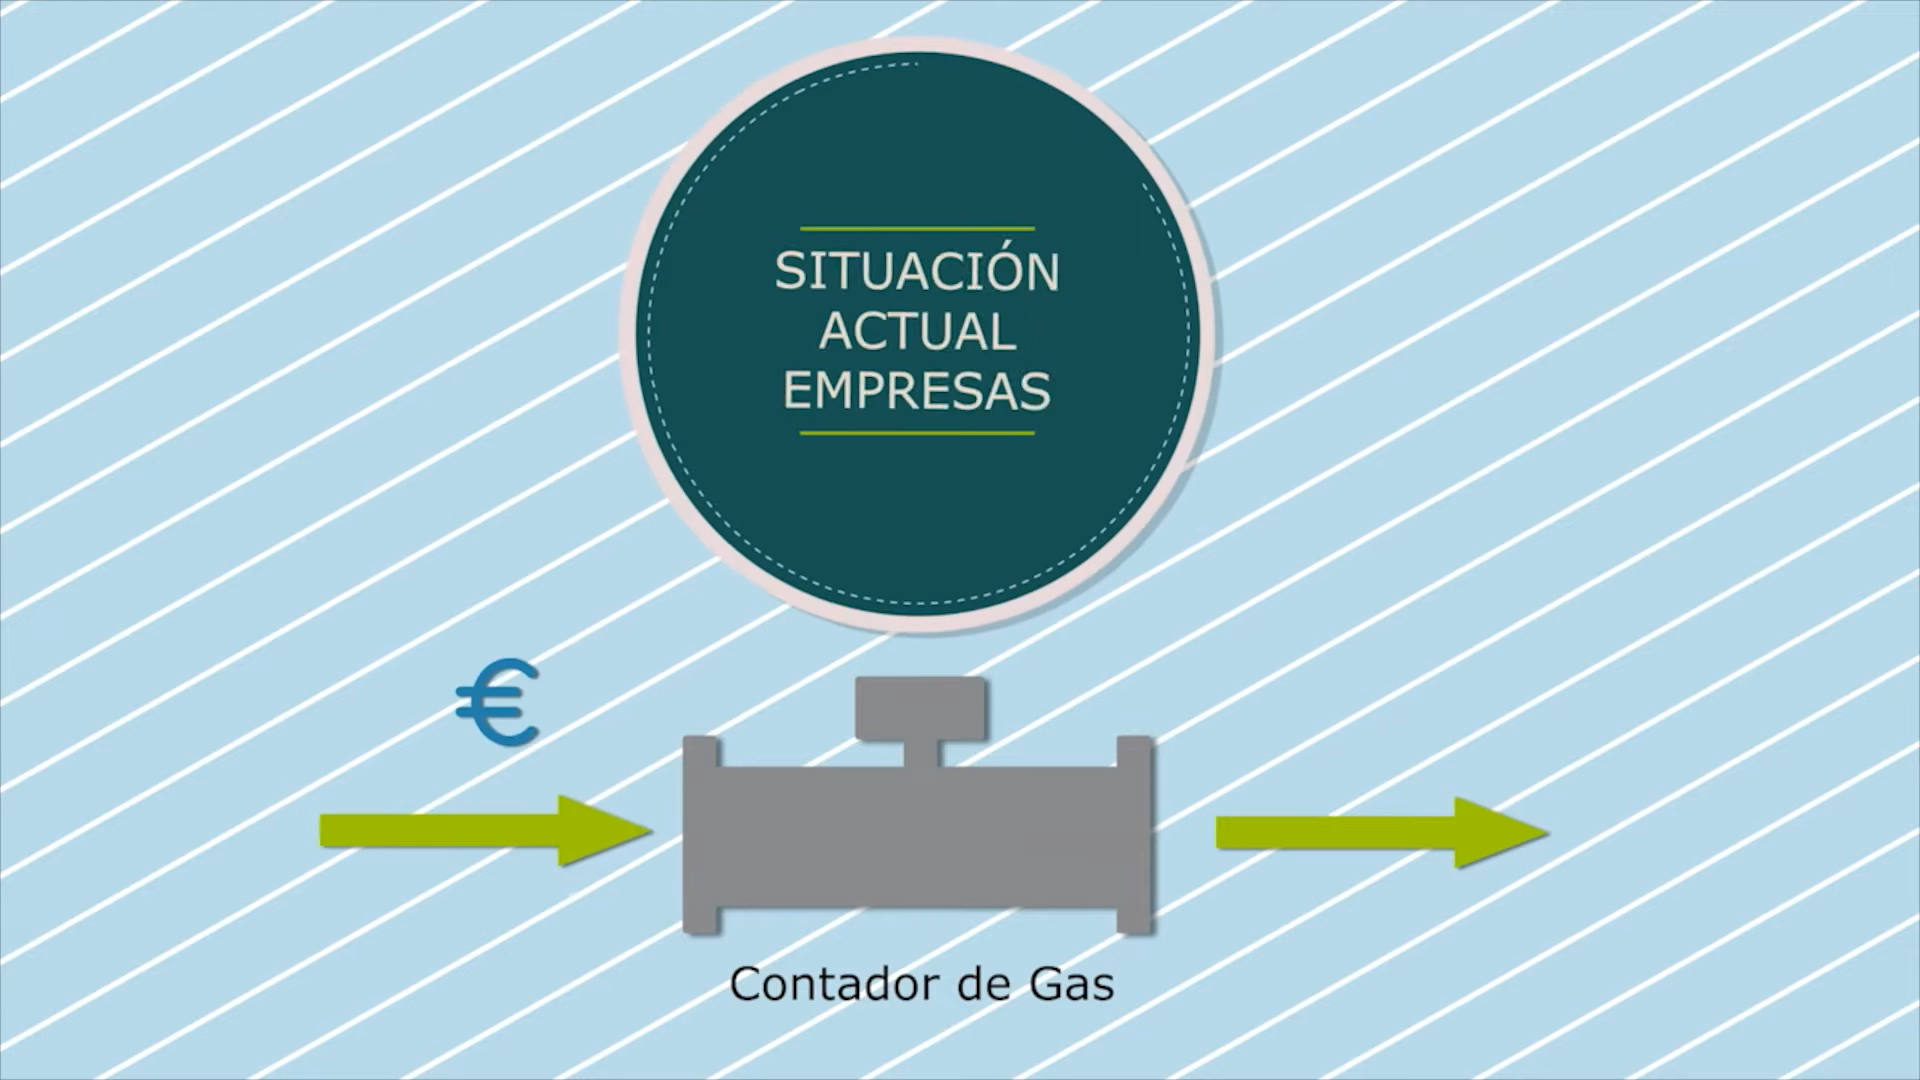 SITUACIÓN
ACTUAL
EMPRESAS
€
Contador de Gas